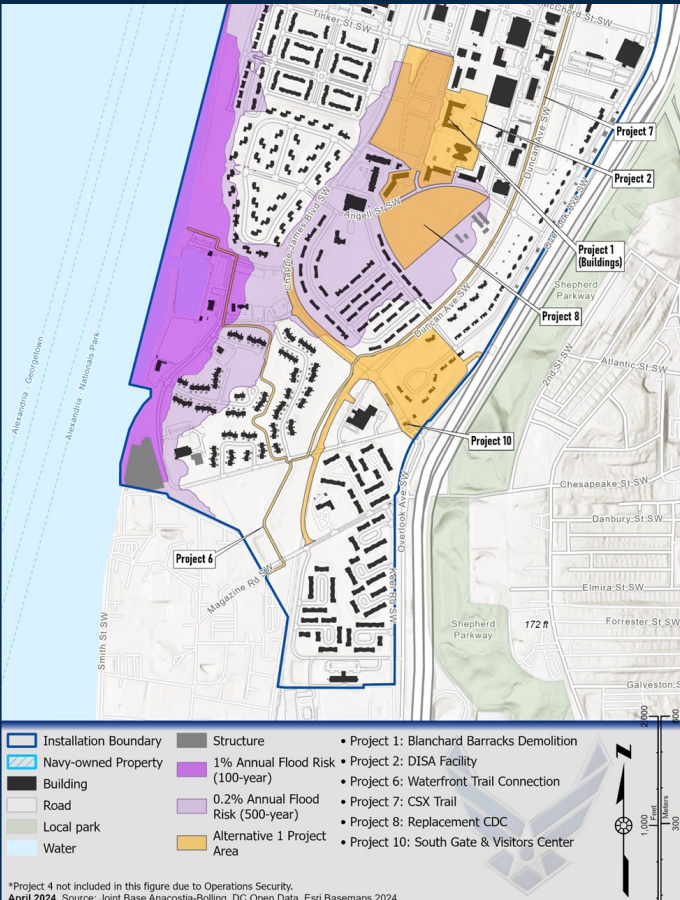 McChord St SW
Tinker St SW
Project 7
Duncan Ave SW
Project 2
Overlook Ave SW
Chappie James Blvd SW
Angell St SW
Project 1
(Buildings)
Shepherd
Parkway
Project 8
Duncan Ave SW
2nd St SW
Atlantic St SW
Alexandria - Georgetown
Alexandria - Nationals Park
Project 10
Chesapeake St SW
Overlook Ave SW
Danbury St SW
Project 6
Magazine Rd SW
Elmira St SW
Smith St SW
172 ft
Forrester St SW
Shepherd
Parkway
Galveston S
Installation Boundary
Navy-owned Property
Building
Road
Local park
Water
Structure
1% Annual Flood Risk
(100-year)
0.2% Annual Flood
Risk (500-year)
Alternative 1 Project
Area
• Project 1: Blanchard Barracks Demolition
• Project 2: DISA Facility
• Project 6: Waterfront Trail Connection
• Project 7: CSX Trail
• Project 8: Replacement CDC
• Project 10: South Gate & Visitors Center
N
2,000
1,000
Feet
Meters
300
*Project 4 not included in this figure due to Operations Security.
April 2024. Source: Joint Base Anacostia-Bolling, DC Open Data, Esri Basemaps 2024